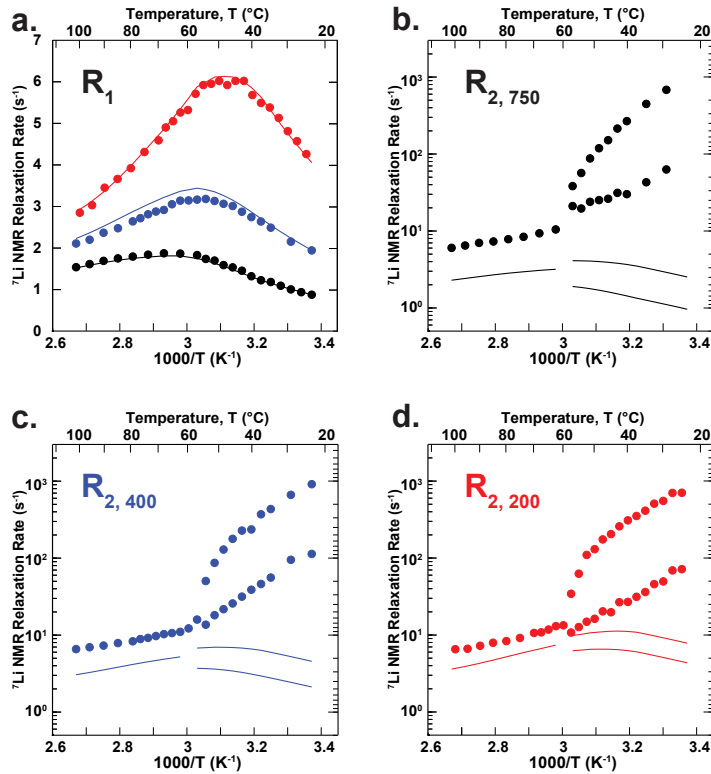 a.
Temperature, T (°C)
100 80 60 40 20
7
6
5
4
3
2
1
0
⁷Li NMR Relaxation Rate (s⁻¹)
R₁
2.6 2.8 3 3.2 3.4
1000/T (K⁻¹)
b.
Temperature, T (°C)
100 80 60 40 20
10³
10²
10¹
10⁰
⁷Li NMR Relaxation Rate (s⁻¹)
R₂, ₇₅₀
2.6 2.8 3 3.2 3.4
1000/T (K⁻¹)
c.
Temperature, T (°C)
100 80 60 40 20
10³
10²
10¹
10⁰
⁷Li NMR Relaxation Rate (s⁻¹)
R₂, ₄₀₀
2.6 2.8 3 3.2 3.4
1000/T (K⁻¹)
d.
Temperature, T (°C)
100 80 60 40 20
10³
10²
10¹
10⁰
⁷Li NMR Relaxation Rate (s⁻¹)
R₂, ₂₀₀
2.6 2.8 3 3.2 3.4
1000/T (K⁻¹)